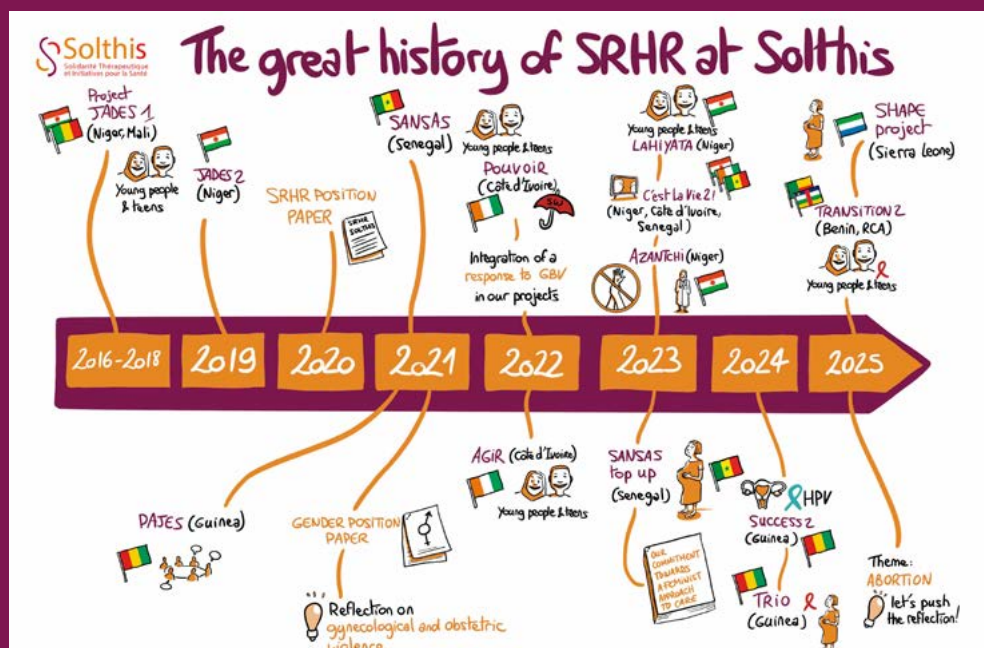 Solthis
Solidarité Thérapeutique
et Initiatives pour la Santé
The great history of SRHR at Solthis
Project
JADES 1
(Niger, Mali)
Young people
& teens
JADES 2
(Niger)
SRHR POSITION
PAPER
SRHR
SOLTHIS
SANSAS
(Senegal)
Young people & teens
POUVOIR
(Côte d'Ivoire)
SW
Integration of a
response to GBV
in our projects
Young people & teens
LAHIYATA (Niger)
C'est La Vie 2!
(Niger, Côte d'Ivoire,
Senegal)
AZANTCHI (Niger)
SHAPE
project
(Sierra Leone)
TRANSITION 2
(Benin, RCA)
Young people & teens
2016-2018
2019
2020
2021
2022
2023
2024
2025
PAJES (Guinea)
GENDER POSITION
PAPER
Reflection on
gynecological and obstetric
violence
AGIR (Côte d'Ivoire)
Young people & teens
SANSAS
top up
(Senegal)
OUR
COMMITMENT
TOWARDS
A FEMINIST
APPROACH
TO CARE
HPV
SUCCESS 2
(Guinea)
TRIO
(Guinea)
Theme:
ABORTION
let's push
the reflection!